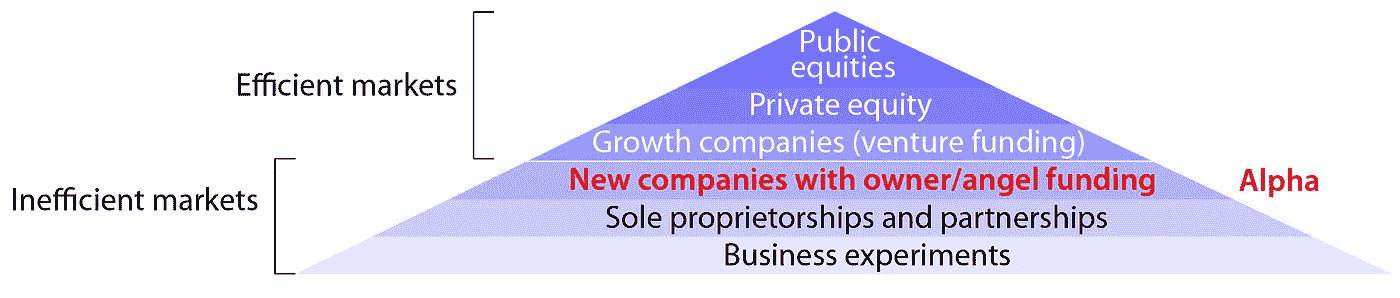 Public
equities
Efficient markets
Private equity
Growth companies (venture funding)
New companies with owner/angel funding
Alpha
Inefficient markets
Sole proprietorships and partnerships
Business experiments